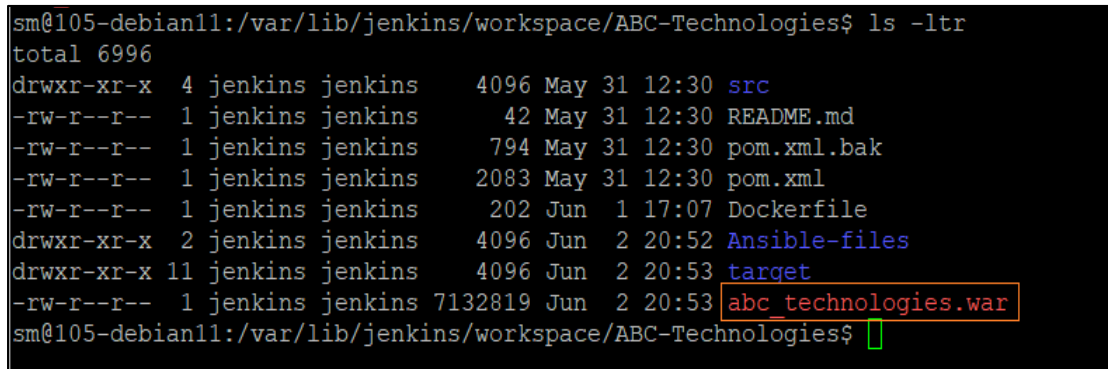 sm@105-debian11:/var/lib/jenkins/workspace/ABC-Technologies$ ls -ltr
total 6996
drwxr-xr-x  4 jenkins jenkins    4096 May 31 12:30 src
-rw-r--r--  1 jenkins jenkins      42 May 31 12:30 README.md
-rw-r--r--  1 jenkins jenkins     794 May 31 12:30 pom.xml.bak
-rw-r--r--  1 jenkins jenkins    2083 May 31 12:30 pom.xml
-rw-r--r--  1 jenkins jenkins     202 Jun  1 17:07 Dockerfile
drwxr-xr-x  2 jenkins jenkins    4096 Jun  2 20:52 Ansible-files
drwxr-xr-x 11 jenkins jenkins    4096 Jun  2 20:53 target
-rw-r--r--  1 jenkins jenkins 7132819 Jun  2 20:53 abc_technologies.war
sm@105-debian11:/var/lib/jenkins/workspace/ABC-Technologies$